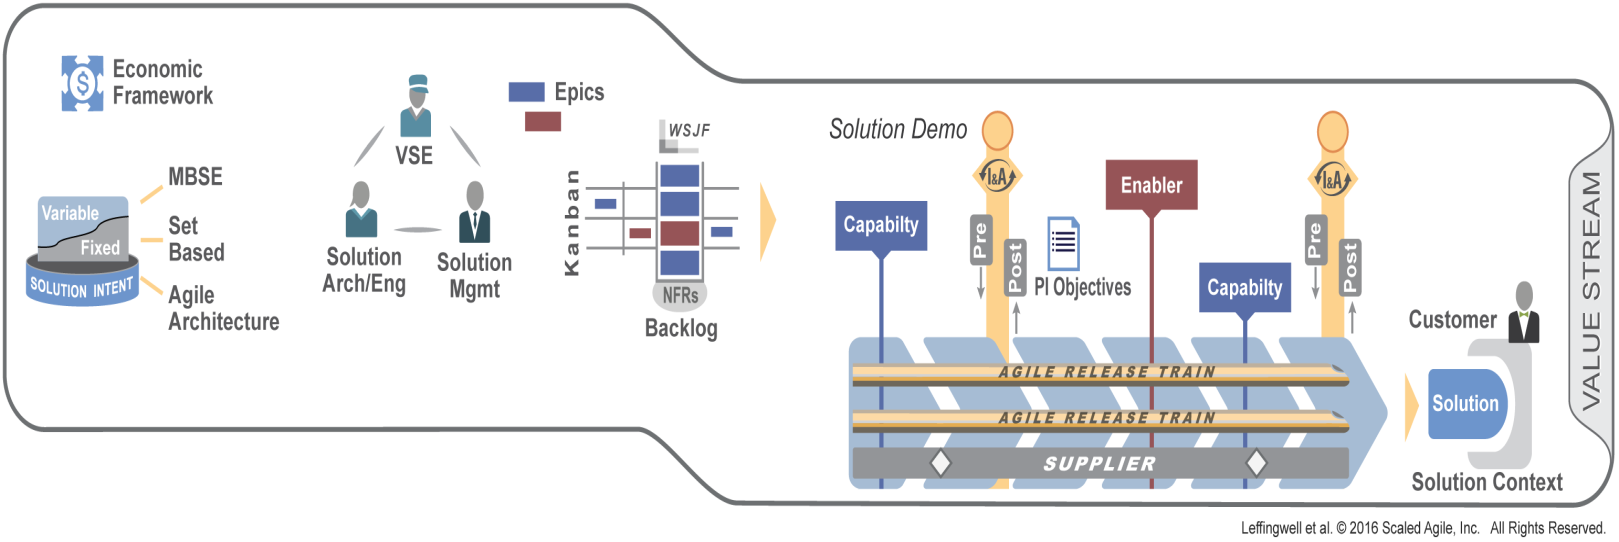 Economic
Framework
MBSE
Variable
Fixed
Set
Based
SOLUTION INTENT
Agile
Architecture
VSE
Solution
Arch/Eng
Solution
Mgmt
Epics
WSJF
Kanban
NFRs
Backlog
Solution Demo
I&A
Pre
Post
PI Objectives
Capabilty
Enabler
Capabilty
I&A
Pre
Post
AGILE RELEASE TRAIN
AGILE RELEASE TRAIN
SUPPLIER
Customer
Solution
Solution Context
VALUE STREAM
Leffingwell et al. © 2016 Scaled Agile, Inc. All Rights Reserved.